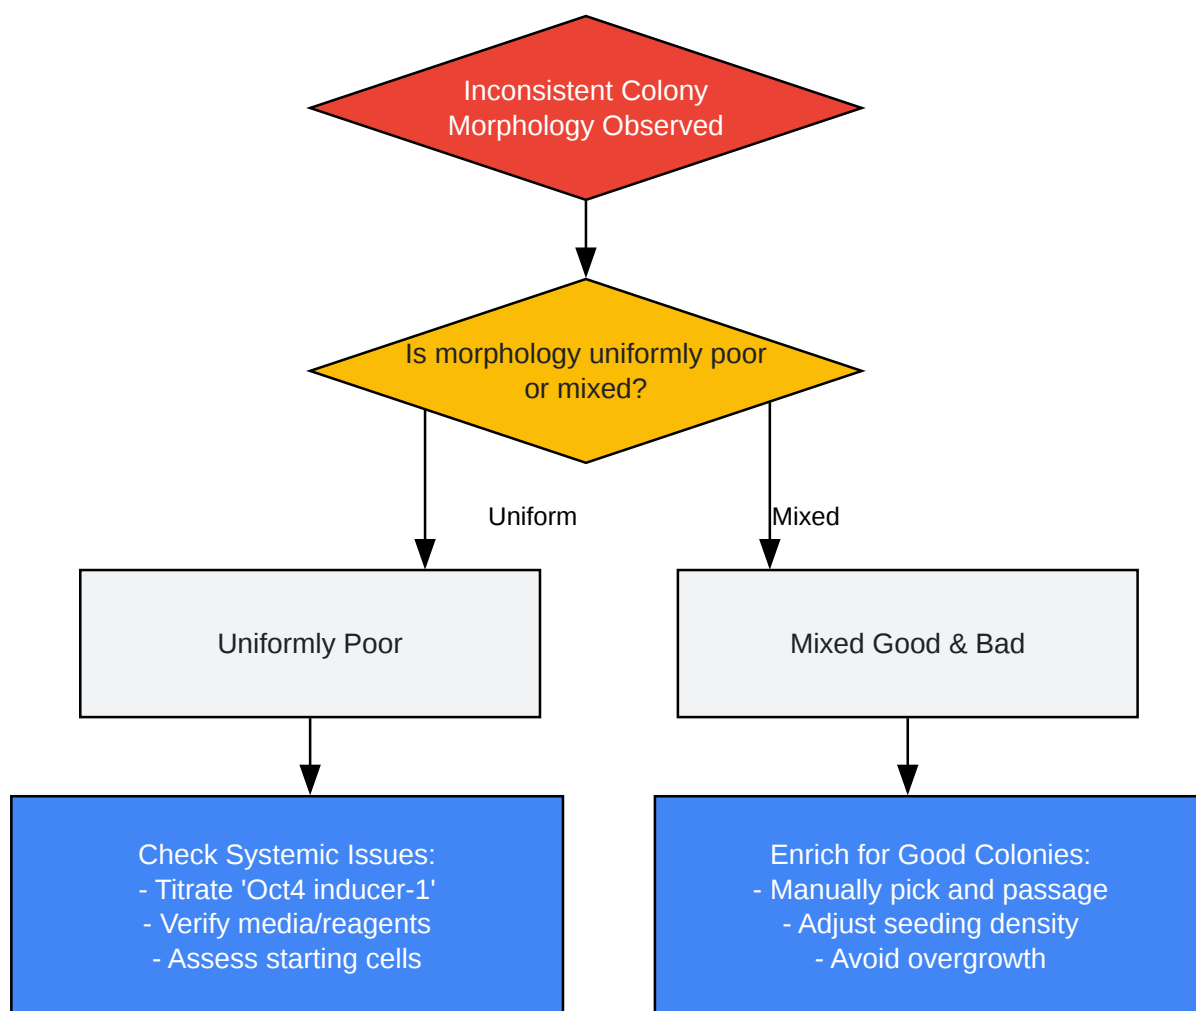 Inconsistent Colony
Morphology Observed
Is morphology uniformly poor
or mixed?
Uniform
Mixed
Uniformly Poor
Mixed Good & Bad
Check Systemic Issues:
- Titrate 'Oct4 inducer-1'
- Verify media/reagents
- Assess starting cells
Enrich for Good Colonies:
- Manually pick and passage
- Adjust seeding density
- Avoid overgrowth